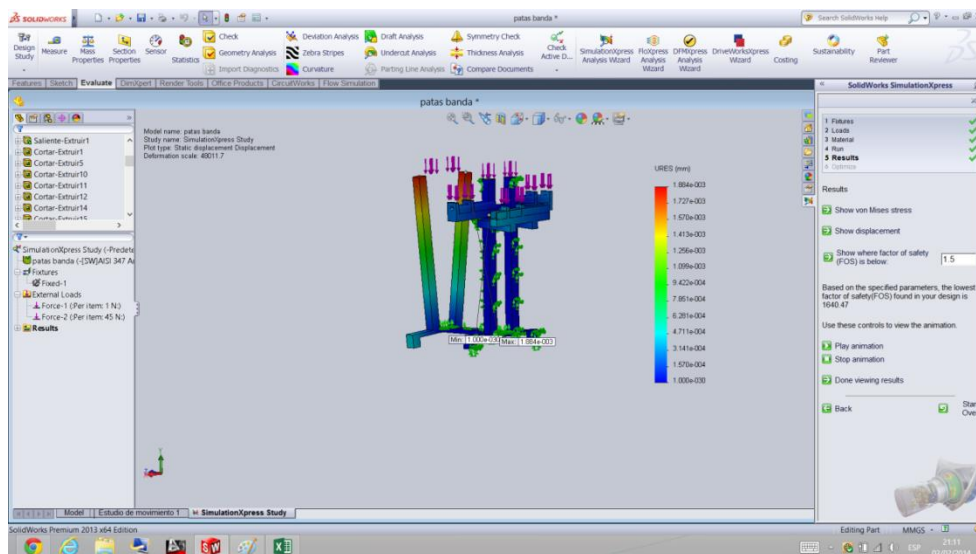 SOLIDWORKS
patas banda *
Search SolidWorks Help
Design Study
Measure
Mass Properties
Section Properties
Sensor
Statistics
Check
Geometry Analysis
Import Diagnostics
Deviation Analysis
Zebra Stripes
Curvature
Draft Analysis
Undercut Analysis
Parting Line Analysis
Symmetry Check
Thickness Analysis
Compare Documents
Check Active D...
SimulationXpress Analysis Wizard
FloXpress Analysis Wizard
DFMXpress Analysis Wizard
DriveWorksXpress Wizard
Costing
Sustainability
Part Reviewer
Features | Sketch | Evaluate | DimXpert | Render Tools | Office Products | CircuitWorks | Flow Simulation
patas banda *
Saliente-Extruir1
Cortar-Extruir1
Cortar-Extruir5
Cortar-Extruir10
Cortar-Extruir11
Cortar-Extruir12
Cortar-Extruir14
Cortar-Extruir15
SimulationXpress Study (-Predete
patas banda (-[SW]AISI 347 A
Fixtures
Fixed-1
External Loads
Force-1 (:Per item: 1 N:)
Force-2 (:Per item: 45 N:)
Results
Model name: patas banda
Study name: SimulationXpress Study
Plot type: Static displacement Displacement
Deformation scale: 48011.7
URES (mm)
1.884e-003
1.727e-003
1.570e-003
1.413e-003
1.256e-003
1.099e-003
9.422e-004
7.851e-004
6.281e-004
4.711e-004
3.141e-004
1.570e-004
1.000e-030
Min: 1.000e-030
Max: 1.884e-003
SolidWorks SimulationXpress
1 Fixtures
2 Loads
3 Material
4 Run
5 Results
6 Optimize
Results
Show von Mises stress
Show displacement
Show where factor of safety
(FOS) is below:
1.5
Based on the specified parameters, the lowest
factor of safety(FOS) found in your design is
1640.47
Use these controls to view the animation.
Play animation
Stop animation
Done viewing results
Back
Star
Ove
Model | Estudio de movimiento 1 | SimulationXpress Study
SolidWorks Premium 2013 x64 Edition
Editing Part
MMGS
ESP
21:11